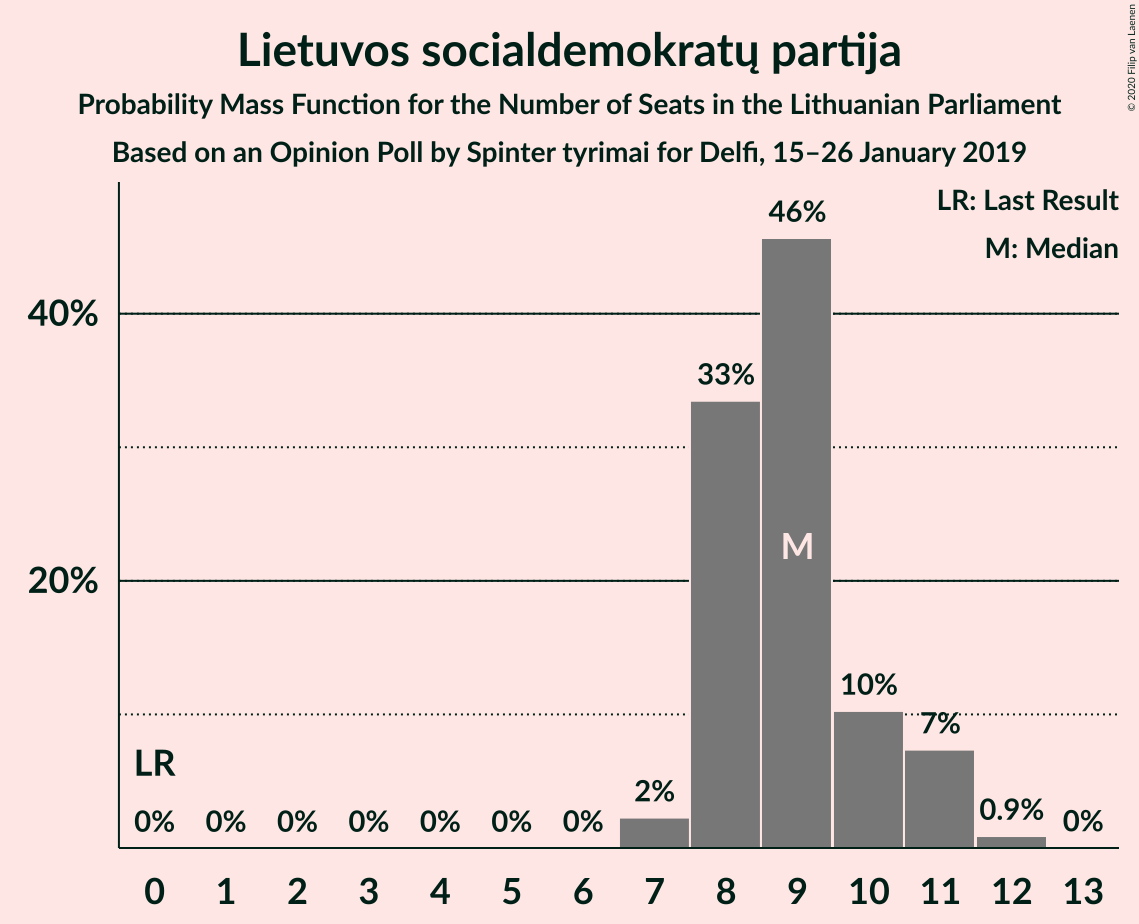 Lietuvos socialdemokratų partija
Probability Mass Function for the Number of Seats in the Lithuanian Parliament
Based on an Opinion Poll by Spinter tyrimai for Delfi, 15–26 January 2019
© 2020 Filip van Laenen
LR: Last Result
M: Median
46%
40%
33%
M
20%
10%
7%
LR
2%
0.9%
0% 0% 0% 0% 0% 0% 0% 0%
0 1 2 3 4 5 6 7 8 9 10 11 12 13